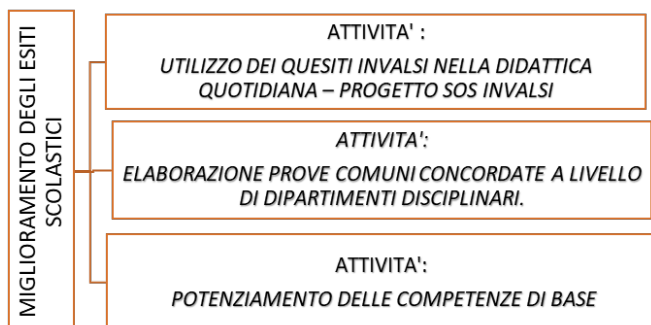 MIGLIORAMENTO DEGLI ESITI
SCOLASTICI
ATTIVITA' :
UTILIZZO DEI QUESITI INVALSI NELLA DIDATTICA
QUOTIDIANA – PROGETTO SOS INVALSI
ATTIVITA':
ELABORAZIONE PROVE COMUNI CONCORDATE A LIVELLO
DI DIPARTIMENTI DISCIPLINARI.
ATTIVITA':
POTENZIAMENTO DELLE COMPETENZE DI BASE